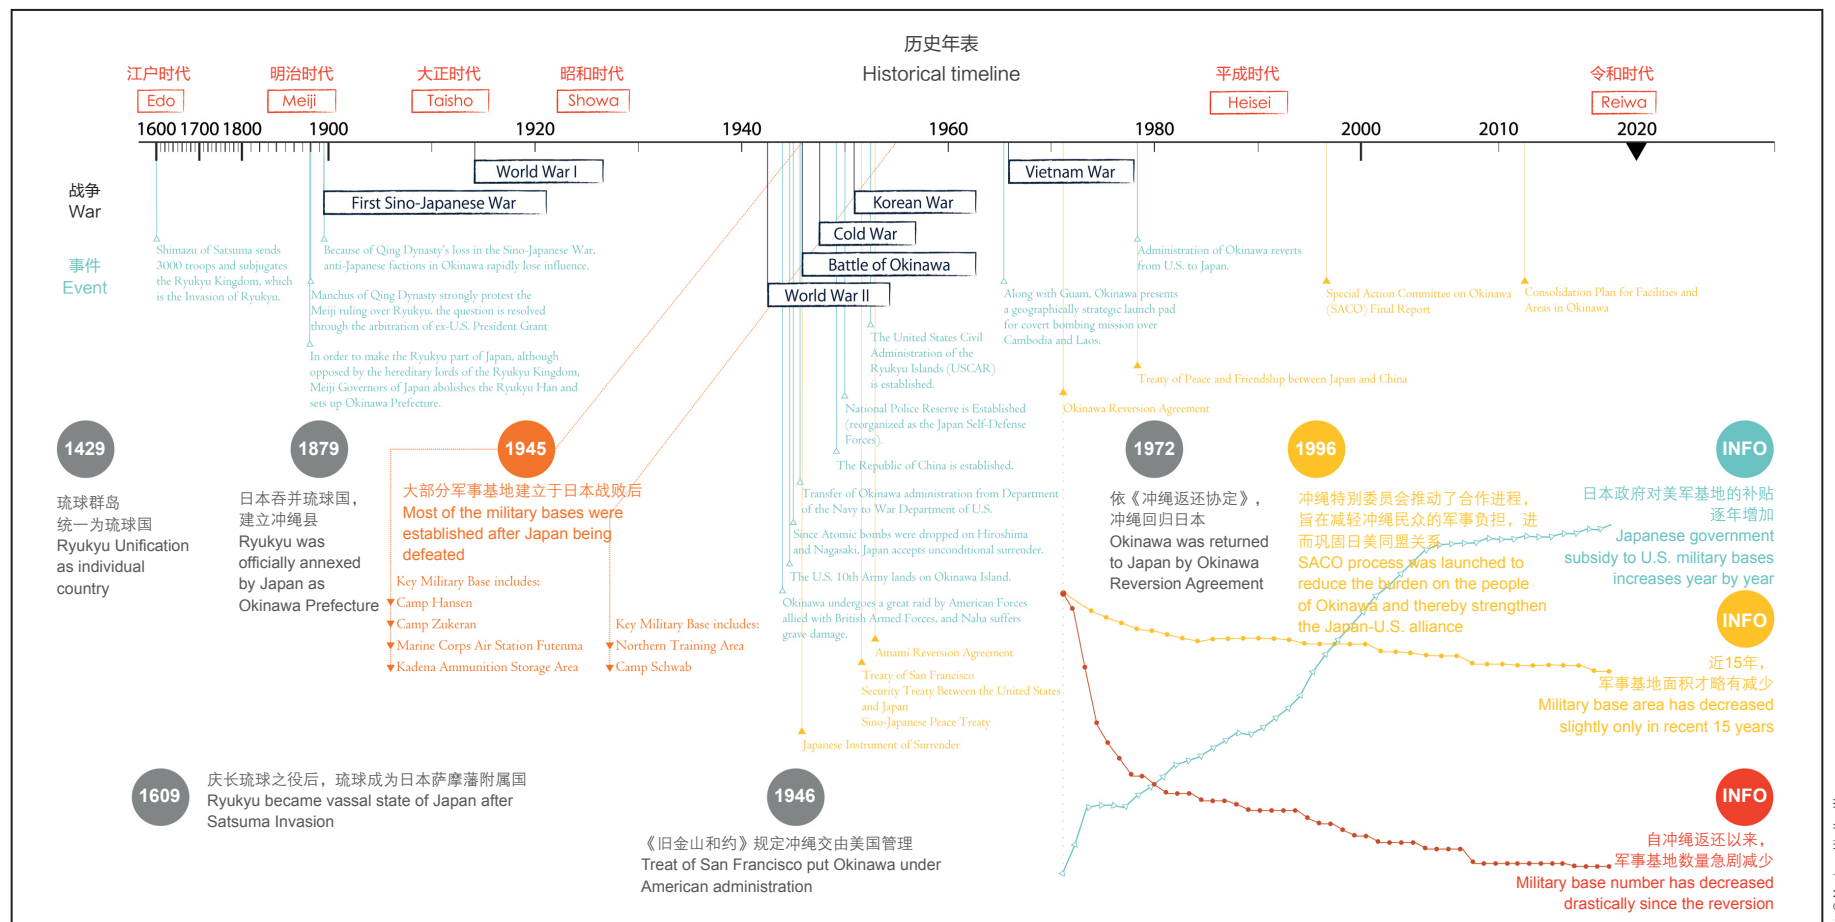 历史年表
Historical timeline
江户时代
Edo
明治时代
Meiji
大正时代
Taisho
昭和时代
Showa
平成时代
Heisei
令和时代
Reiwa
1600 1700 1800 1900 1920 1940 1960 1980 2000 2010 2020
战争
War
World War I
First Sino-Japanese War
Vietnam War
Korean War
Cold War
Battle of Okinawa
World War II
事件
Event
Shimazu of Satsuma sends
3000 troops and subjugates
the Ryukyu Kingdom, which
is the Invasion of Ryukyu.
Because of Qing Dynasty's loss in the Sino-Japanese War,
anti-Japanese factions in Okinawa rapidly lose influence.
Manchus of Qing Dynasty strongly protest the
Meiji ruling over Ryukyu. the question is resolved
through the arbitration of ex-U.S. President Grant
In order to make the Ryukyu part of Japan, although
opposed by the hereditary lords of the Ryukyu Kingdom,
Meiji Governors of Japan abolishes the Ryukyu Han and
sets up Okinawa Prefecture.
The United States Civil
Administration of the
Ryukyu Islands (USCAR)
is established.
National Police Reserve is Established
(reorganized as the Japan Self-Defense
Forces).
The Republic of China is established.
Transfer of Okinawa administration from Department
of the Navy to War Department of U.S.
Since Atomic bombs were dropped on Hiroshima
and Nagasaki, Japan accepts unconditional surrender.
The U.S. 10th Army lands on Okinawa Island.
Okinawa undergoes a great raid by American Forces
allied with British Armed Forces, and Naha suffers
grave damage.
Amami Reversion Agreement
Treaty of San Francisco
Security Treaty Between the United States
and Japan
Sino-Japanese Peace Treaty
Japanese Instrument of Surrender
Along with Guam, Okinawa presents
a geographically strategic launch pad
for covert bombing mission over
Cambodia and Laos.
Administration of Okinawa reverts
from U.S. to Japan.
Treaty of Peace and Friendship between Japan and China
Okinawa Reversion Agreement
Special Action Committee on Okinawa
(SACO) Final Report
Consolidation Plan for Facilities and
Areas in Okinawa
1429
琉球群岛
统一为琉球国
Ryukyu Unification
as individual
country
1879
日本吞并琉球国，
建立冲绳县
Ryukyu was
officially annexed
by Japan as
Okinawa Prefecture
1945
大部分军事基地建立于日本战败后
Most of the military bases were
established after Japan being
defeated
Key Military Base includes:
Camp Hansen
Camp Zukeran
Marine Corps Air Station Futenma
Kadena Ammunition Storage Area
Key Military Base includes:
Northern Training Area
Camp Schwab
1972
依《冲绳返还协定》，
冲绳回归日本
Okinawa was returned
to Japan by Okinawa
Reversion Agreement
1996
冲绳特别委员会推动了合作进程，
旨在减轻冲绳民众的军事负担，进
而巩固日美同盟关系
SACO process was launched to
reduce the burden on the people
of Okinawa and thereby strengthen
the Japan-U.S. alliance
INFO
日本政府对美军基地的补贴
逐年增加
Japanese government
subsidy to U.S. military bases
increases year by year
INFO
近15年，
军事基地面积才略有减少
Military base area has decreased
slightly only in recent 15 years
INFO
自冲绳返还以来，
军事基地数量急剧减少
Military base number has decreased
drastically since the reversion
1609
庆长琉球之役后，琉球成为日本萨摩藩附属国
Ryukyu became vassal state of Japan after
Satsuma Invasion
1946
《旧金山和约》规定冲绳交由美国管理
Treat of San Francisco put Okinawa under
American administration